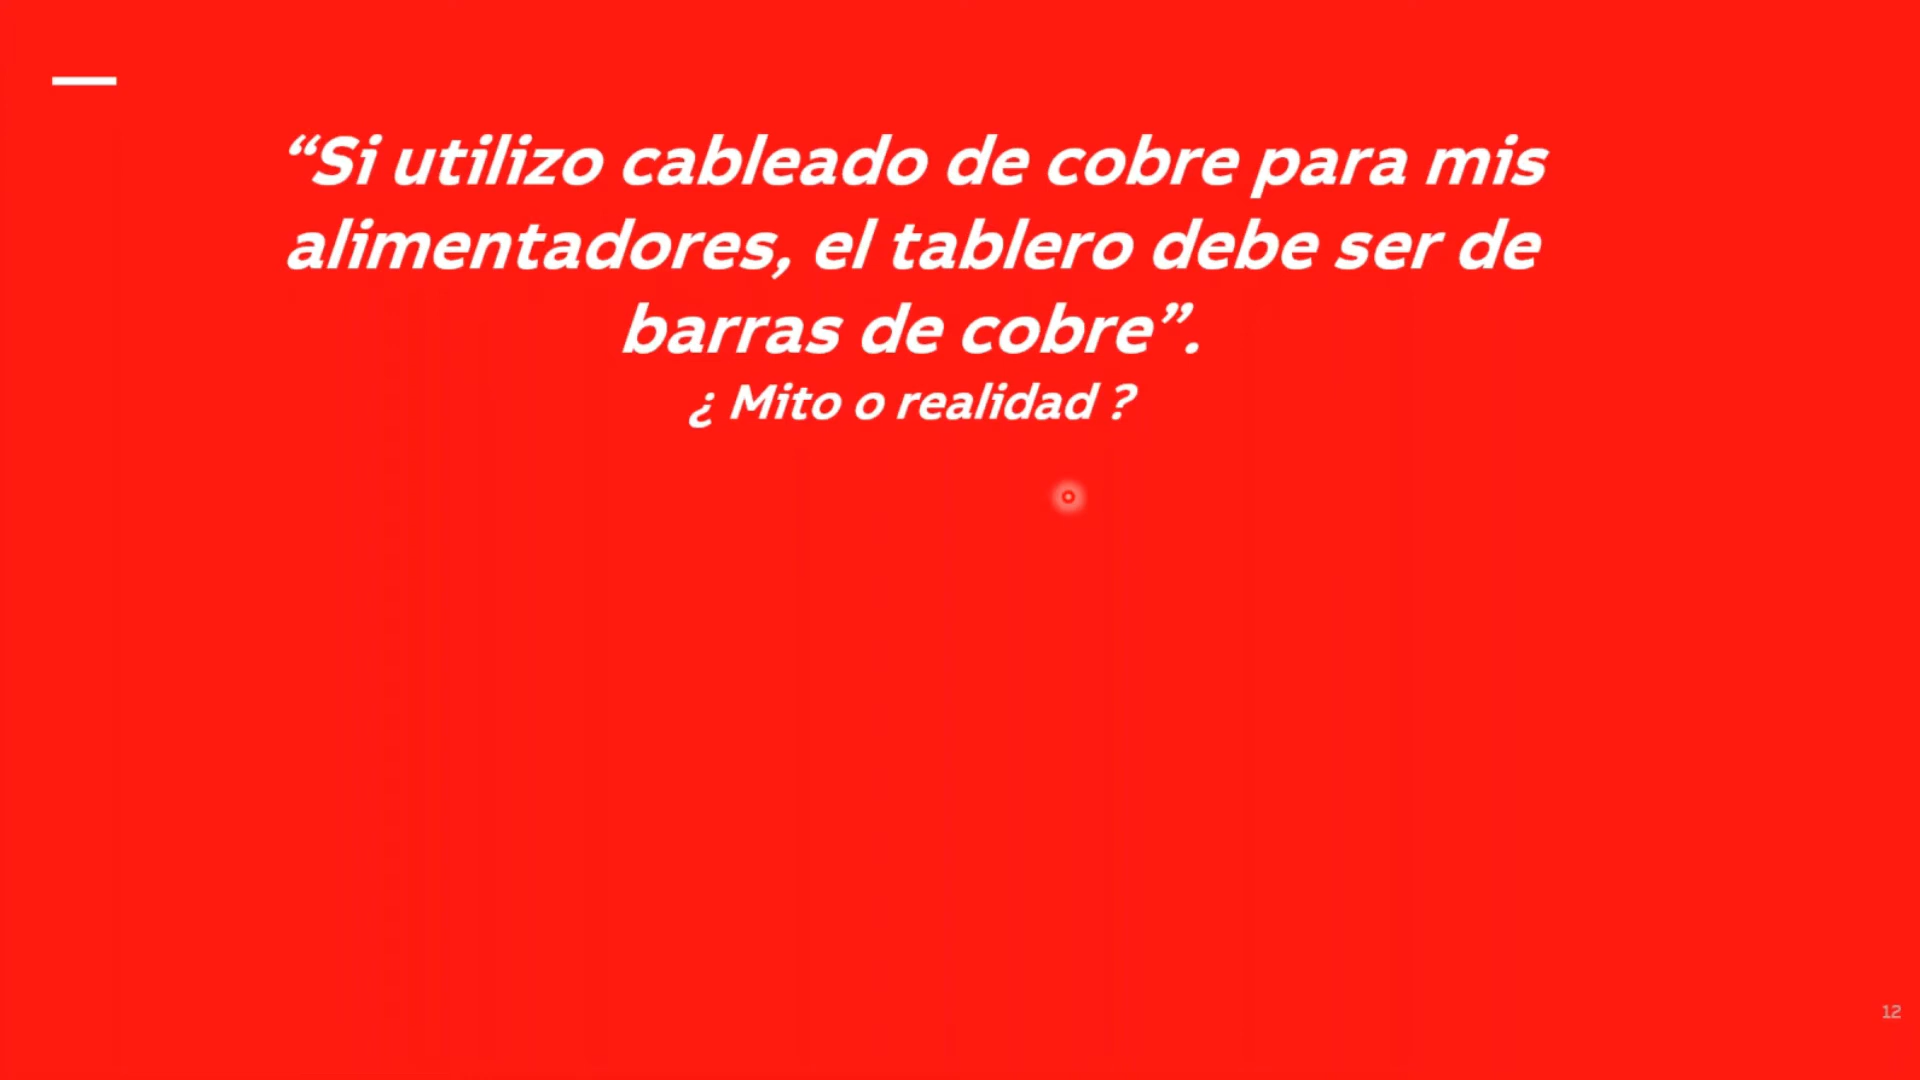 “Si utilizo cableado de cobre para mis
alimentadores, el tablero debe ser de
barras de cobre”.
¿ Mito o realidad ?
12